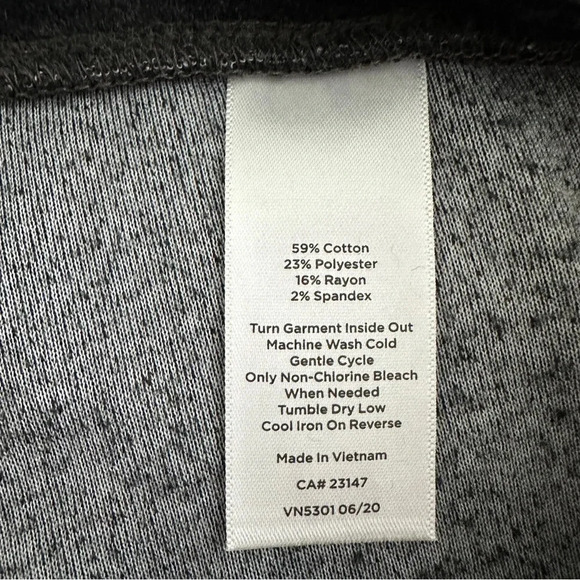 59% Cotton
23% Polyester
16% Rayon
2% Spandex
Turn Garment Inside Out
Machine Wash Cold
Gentle Cycle
Only Non-Chlorine Bleach
When Needed
Tumble Dry Low
Cool Iron On Reverse
Made In Vietnam
CA# 23147
VN5301 06/20